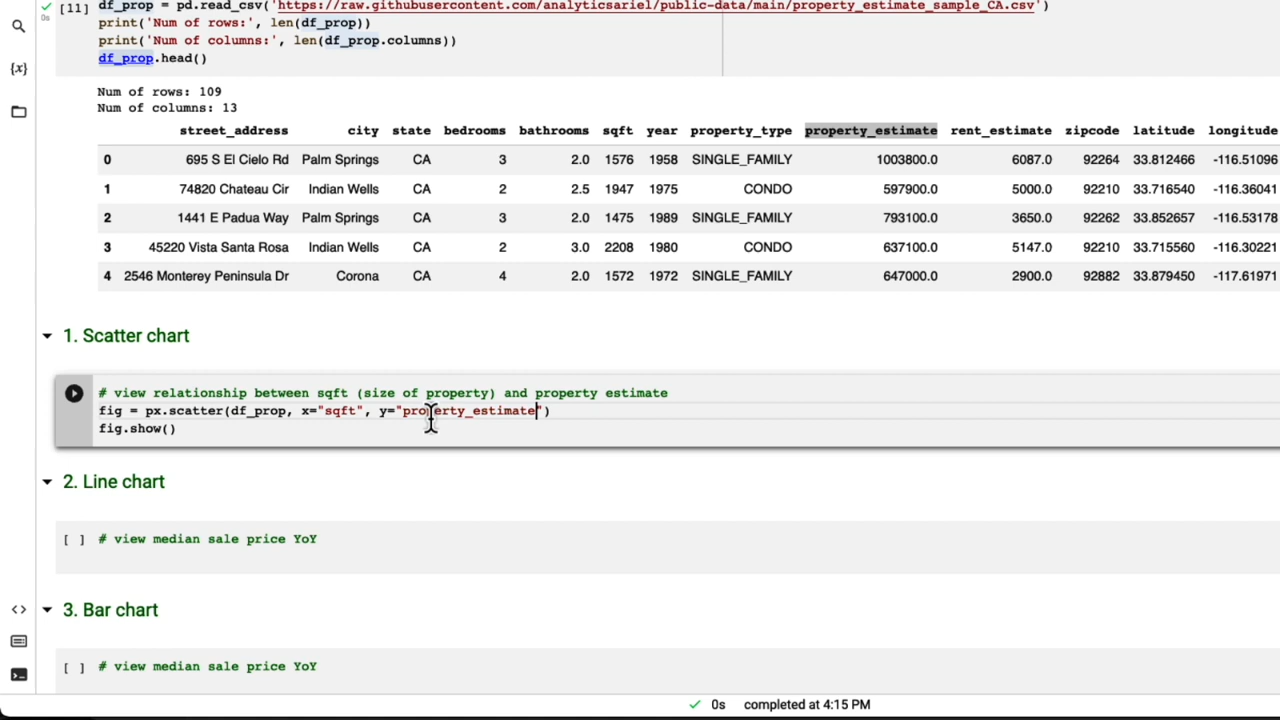 [11] df_prop = pd.read_csv('https://raw.githubusercontent.com/analyticsariel/public-data/main/property_estimate_sample_CA.csv')
0s
print('Num of rows:', len(df_prop))
print('Num of columns:', len(df_prop.columns))
df_prop.head()
{x}
Num of rows: 109
Num of columns: 13
street_address city state bedrooms bathrooms sqft year property_type property_estimate rent_estimate zipcode latitude longitude
0 695 S El Cielo Rd Palm Springs CA 3 2.0 1576 1958 SINGLE_FAMILY 1003800.0 6087.0 92264 33.812466 -116.51096
1 74820 Chateau Cir Indian Wells CA 2 2.5 1947 1975 CONDO 597900.0 5000.0 92210 33.716540 -116.36041
2 1441 E Padua Way Palm Springs CA 3 2.0 1475 1989 SINGLE_FAMILY 793100.0 3650.0 92262 33.852657 -116.53178
3 45220 Vista Santa Rosa Indian Wells CA 2 3.0 2208 1980 CONDO 637100.0 5147.0 92210 33.715560 -116.30221
4 2546 Monterey Peninsula Dr Corona CA 4 2.0 1572 1972 SINGLE_FAMILY 647000.0 2900.0 92882 33.879450 -117.61971
1. Scatter chart
# view relationship between sqft (size of property) and property estimate
fig = px.scatter(df_prop, x="sqft", y="property_estimate")
fig.show()
2. Line chart
[ ] # view median sale price YoY
3. Bar chart
[ ] # view median sale price YoY
0s completed at 4:15 PM